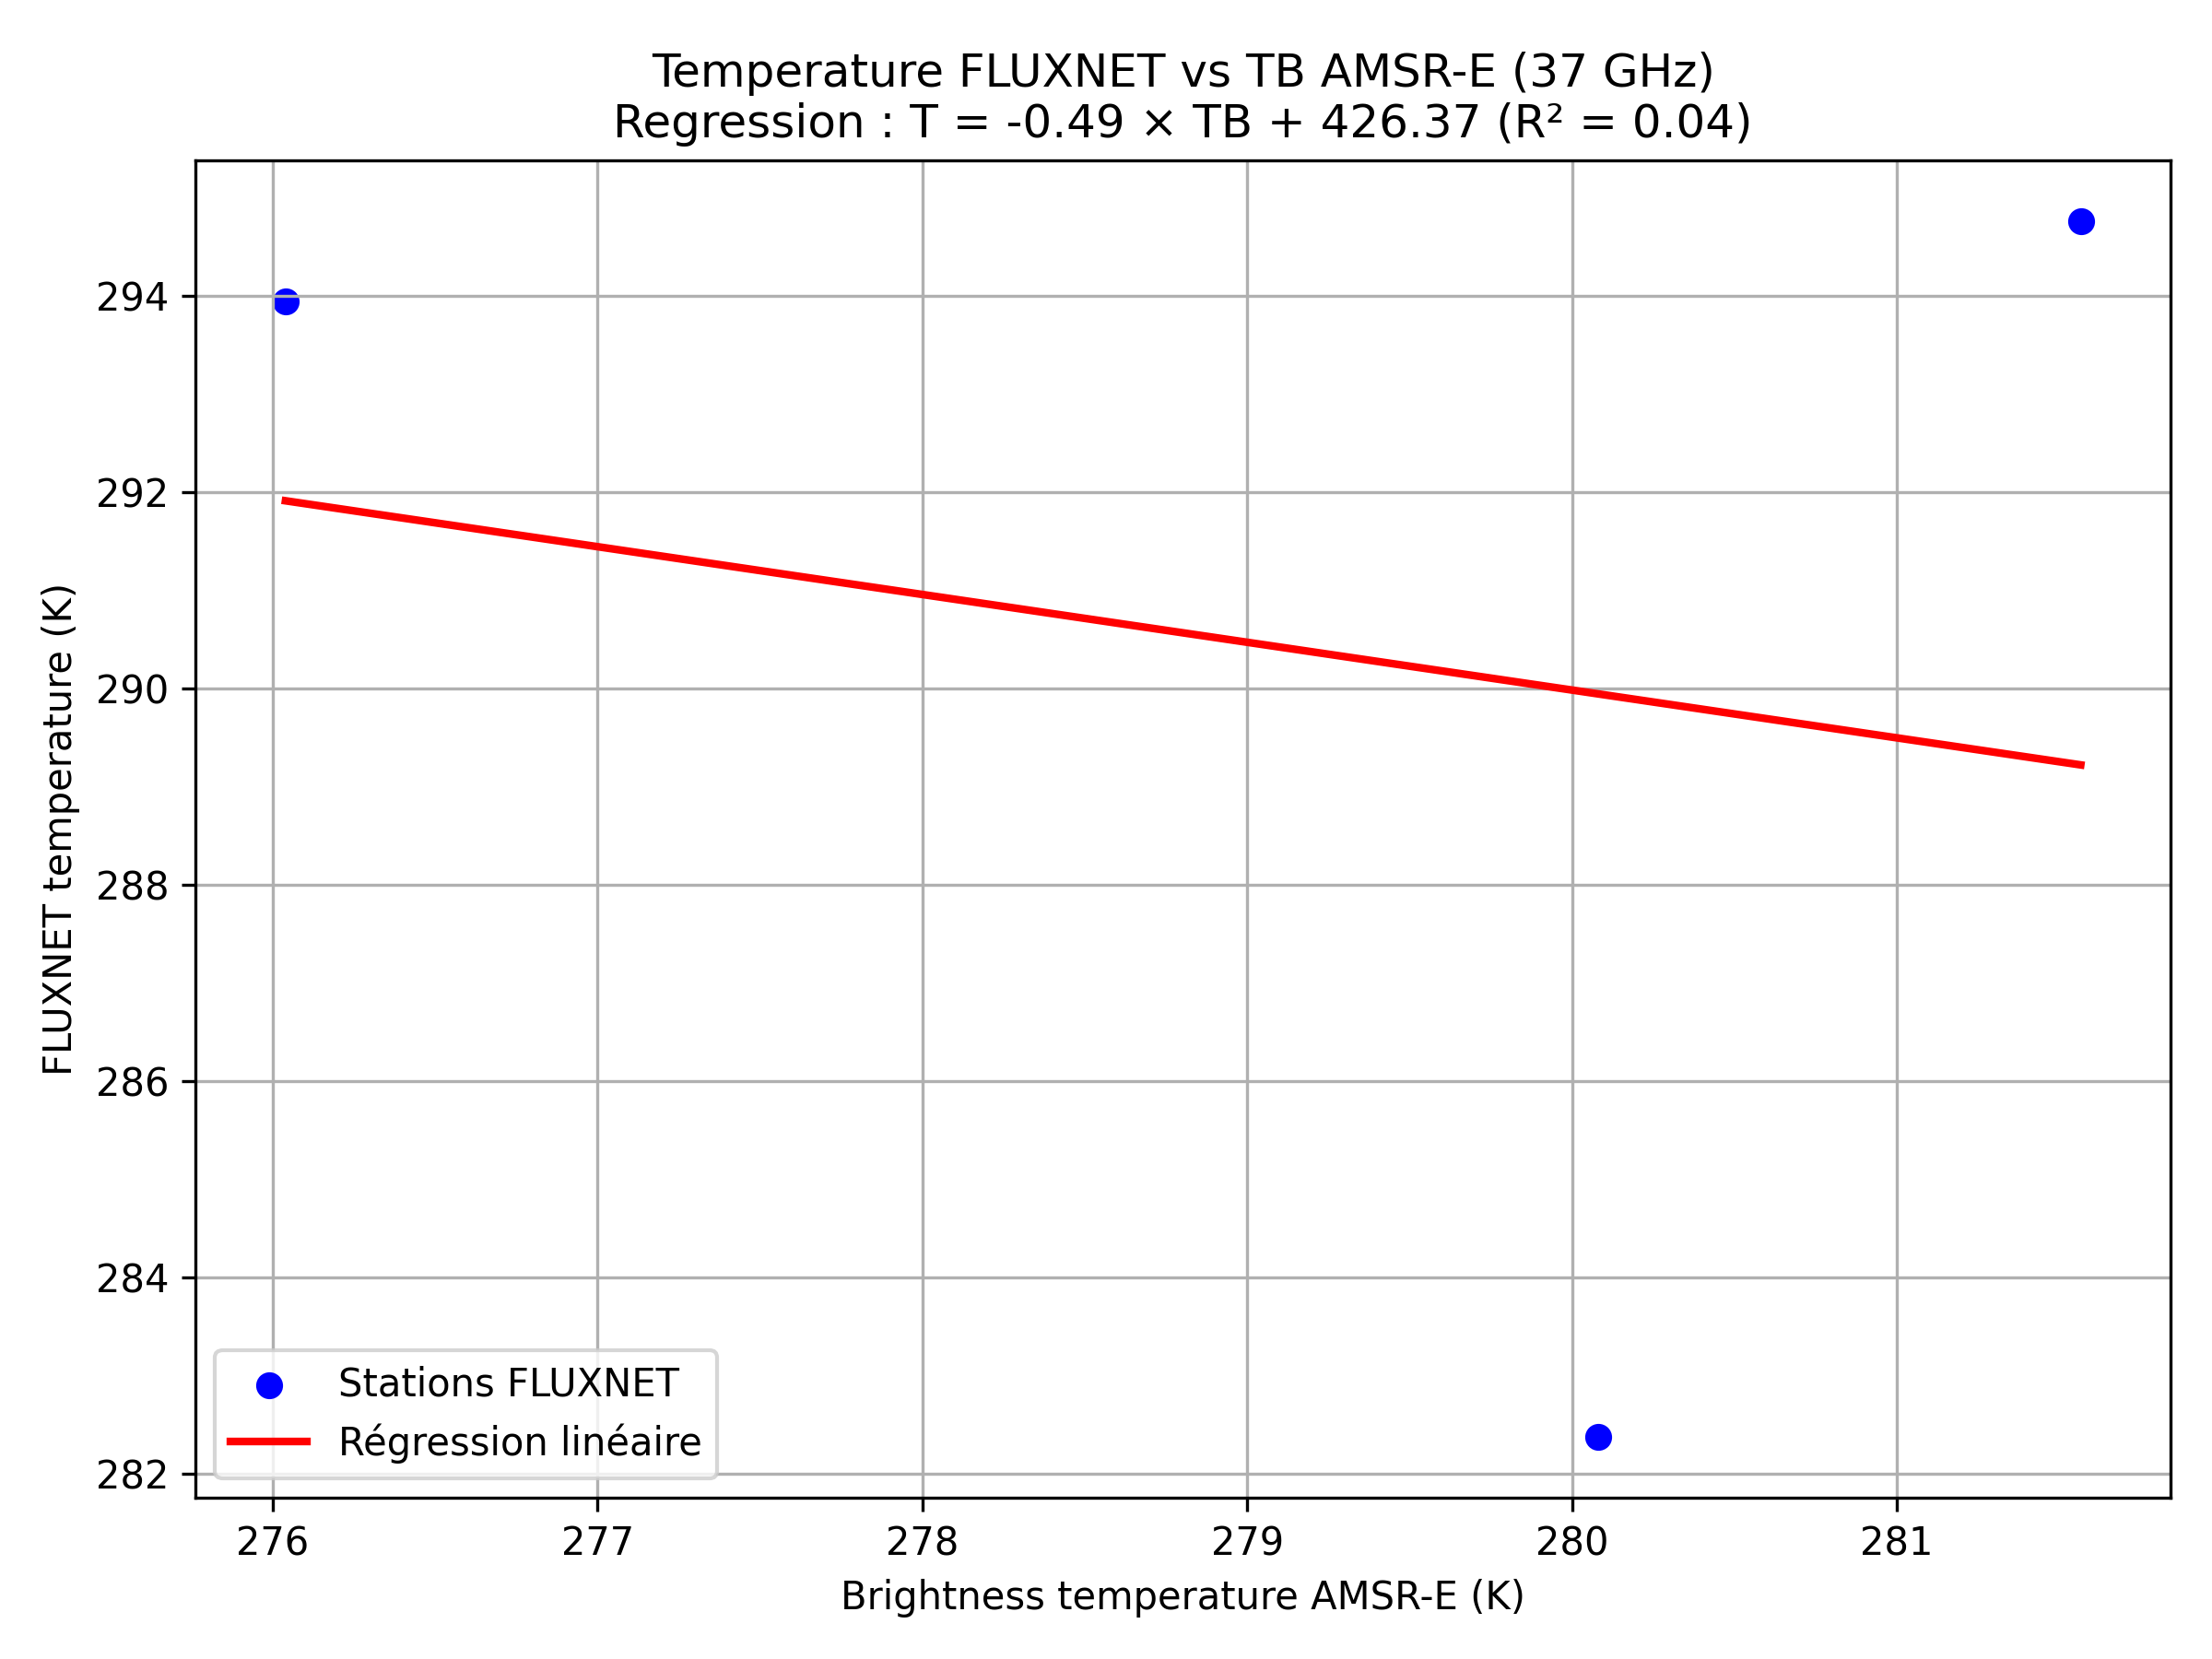 Temperature FLUXNET vs TB AMSR-E (37 GHz)
Regression : T = -0.49 × TB + 426.37 (R² = 0.04)
FLUXNET temperature (K)
294
292
290
288
286
284
282
Stations FLUXNET
Régression linéaire
276 277 278 279 280 281
Brightness temperature AMSR-E (K)